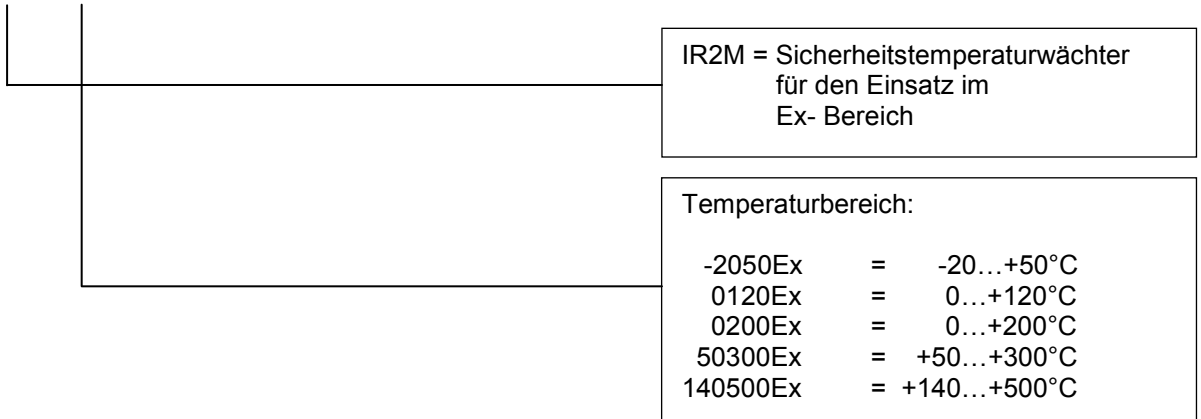 IR2M = Sicherheitstemperaturwächter
für den Einsatz im
Ex- Bereich
Temperaturbereich:
-2050Ex = -20…+50°C
0120Ex = 0…+120°C
0200Ex = 0…+200°C
50300Ex = +50…+300°C
140500Ex = +140…+500°C